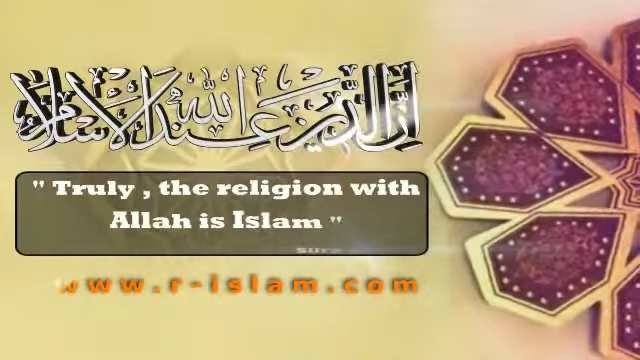 إن الدين عند الله الإسلام
" Truly , the religion with
Allah is Islam "
www.r-islam.com